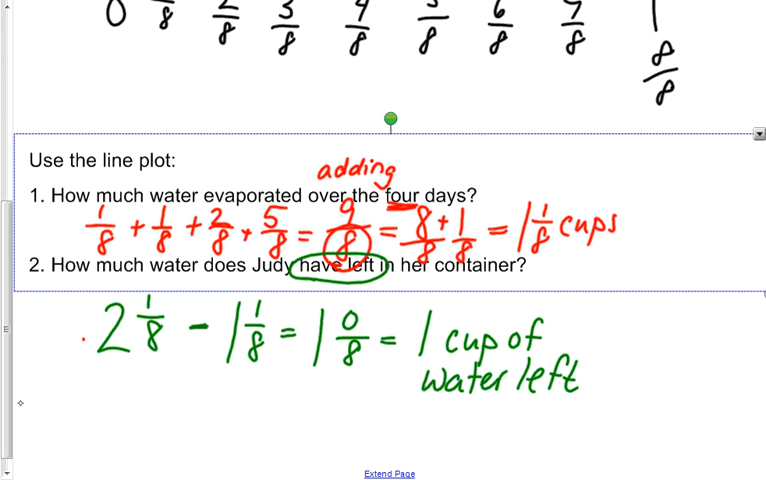 0 /8 2/8 3/8 4/8 5/8 6/8 7/8 1
8/8
Use the line plot:
adding
1. How much water evaporated over the four days?
1/8 + 1/8 + 2/8 + 5/8 = 9/8 = 8/8 + 1/8 = 1 1/8 cups
2. How much water does Judy have left in her container?
2 1/8 - 1 1/8 = 1 0/8 = 1 cup of
water left
Extend Page